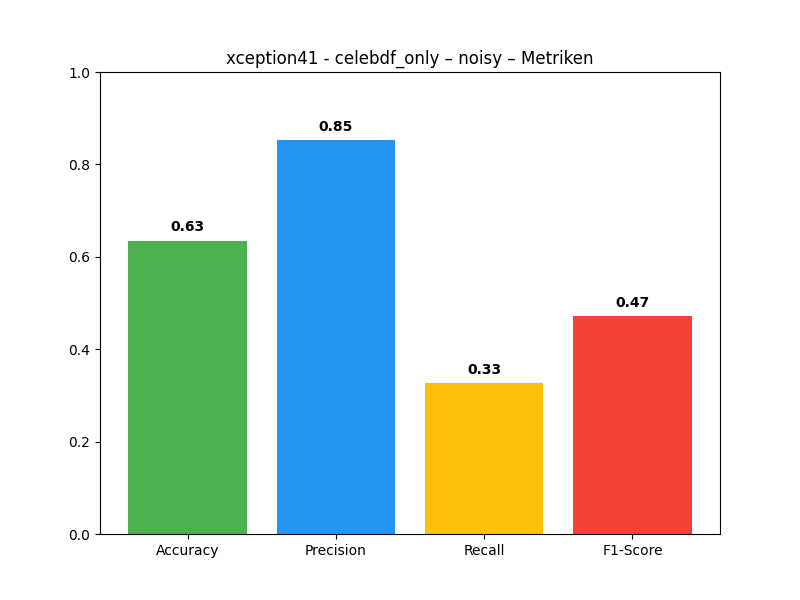 xception41 - celebdf_only – noisy – Metriken
1.0
0.8
0.6
0.4
0.2
0.0
0.63
0.85
0.33
0.47
Accuracy
Precision
Recall
F1-Score